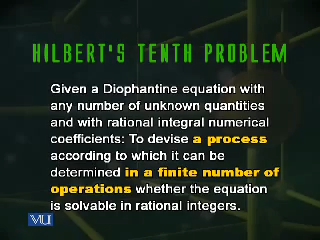 HILBERT'S TENTH PROBLEM
Given a Diophantine equation with
any number of unknown quantities
and with rational integral numerical
coefficients: To devise a process
according to which it can be
determined in a finite number of
operations whether the equation
is solvable in rational integers.
VU